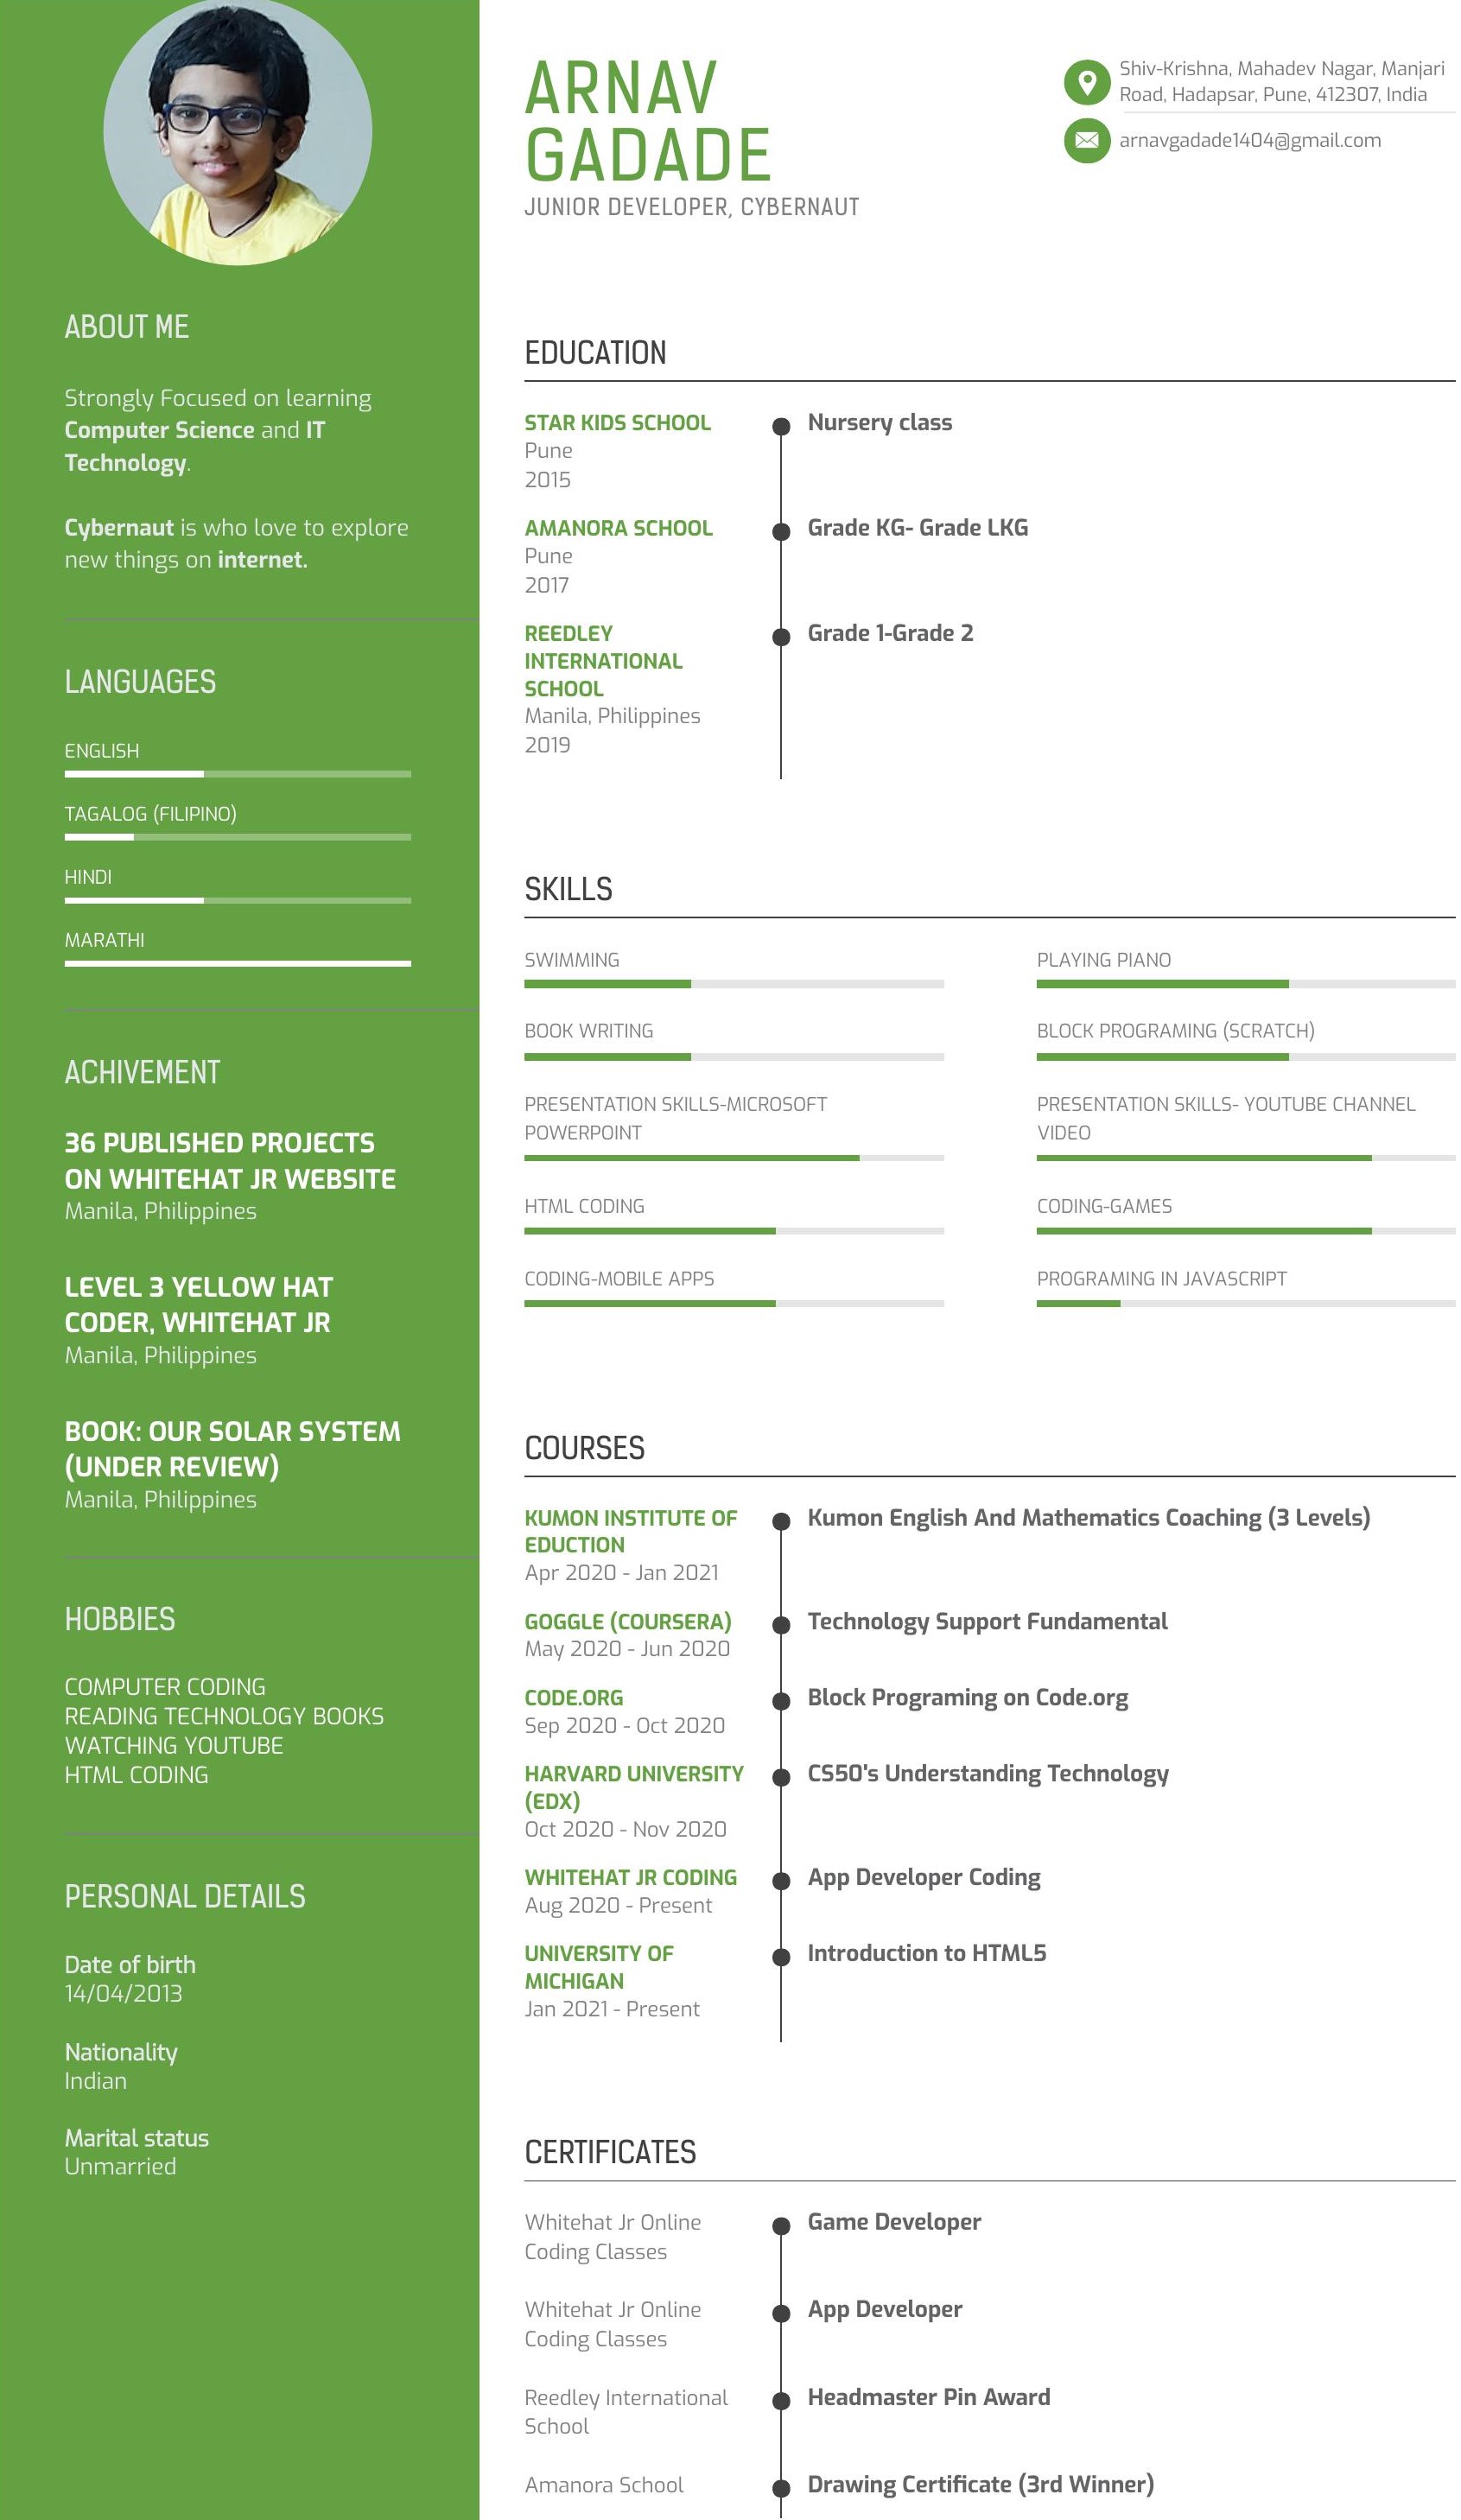 ARNAV
GADADE
JUNIOR DEVELOPER, CYBERNAUT
Shiv-Krishna, Mahadev Nagar, Manjari
Road, Hadapsar, Pune, 412307, India
arnavgadade1404@gmail.com
ABOUT ME
Strongly Focused on learning
Computer Science and IT
Technology.
Cybernaut is who love to explore
new things on internet.
LANGUAGES
ENGLISH
TAGALOG (FILIPINO)
HINDI
MARATHI
ACHIVEMENT
36 PUBLISHED PROJECTS
ON WHITEHAT JR WEBSITE
Manila, Philippines
LEVEL 3 YELLOW HAT
CODER, WHITEHAT JR
Manila, Philippines
BOOK: OUR SOLAR SYSTEM
(UNDER REVIEW)
Manila, Philippines
HOBBIES
COMPUTER CODING
READING TECHNOLOGY BOOKS
WATCHING YOUTUBE
HTML CODING
PERSONAL DETAILS
Date of birth
14/04/2013
Nationality
Indian
Marital status
Unmarried
EDUCATION
STAR KIDS SCHOOL
Pune
2015
Nursery class
AMANORA SCHOOL
Pune
2017
Grade KG- Grade LKG
REEDLEY
INTERNATIONAL
SCHOOL
Manila, Philippines
2019
Grade 1-Grade 2
SKILLS
SWIMMING
PLAYING PIANO
BOOK WRITING
BLOCK PROGRAMING (SCRATCH)
PRESENTATION SKILLS-MICROSOFT
POWERPOINT
PRESENTATION SKILLS- YOUTUBE CHANNEL
VIDEO
HTML CODING
CODING-GAMES
CODING-MOBILE APPS
PROGRAMING IN JAVASCRIPT
COURSES
KUMON INSTITUTE OF
EDUCTION
Apr 2020 - Jan 2021
Kumon English And Mathematics Coaching (3 Levels)
GOGGLE (COURSERA)
May 2020 - Jun 2020
Technology Support Fundamental
CODE.ORG
Sep 2020 - Oct 2020
Block Programing on Code.org
HARVARD UNIVERSITY
(EDX)
Oct 2020 - Nov 2020
CS50's Understanding Technology
WHITEHAT JR CODING
Aug 2020 - Present
App Developer Coding
UNIVERSITY OF
MICHIGAN
Jan 2021 - Present
Introduction to HTML5
CERTIFICATES
Whitehat Jr Online
Coding Classes
Game Developer
Whitehat Jr Online
Coding Classes
App Developer
Reedley International
School
Headmaster Pin Award
Amanora School
Drawing Certificate (3rd Winner)